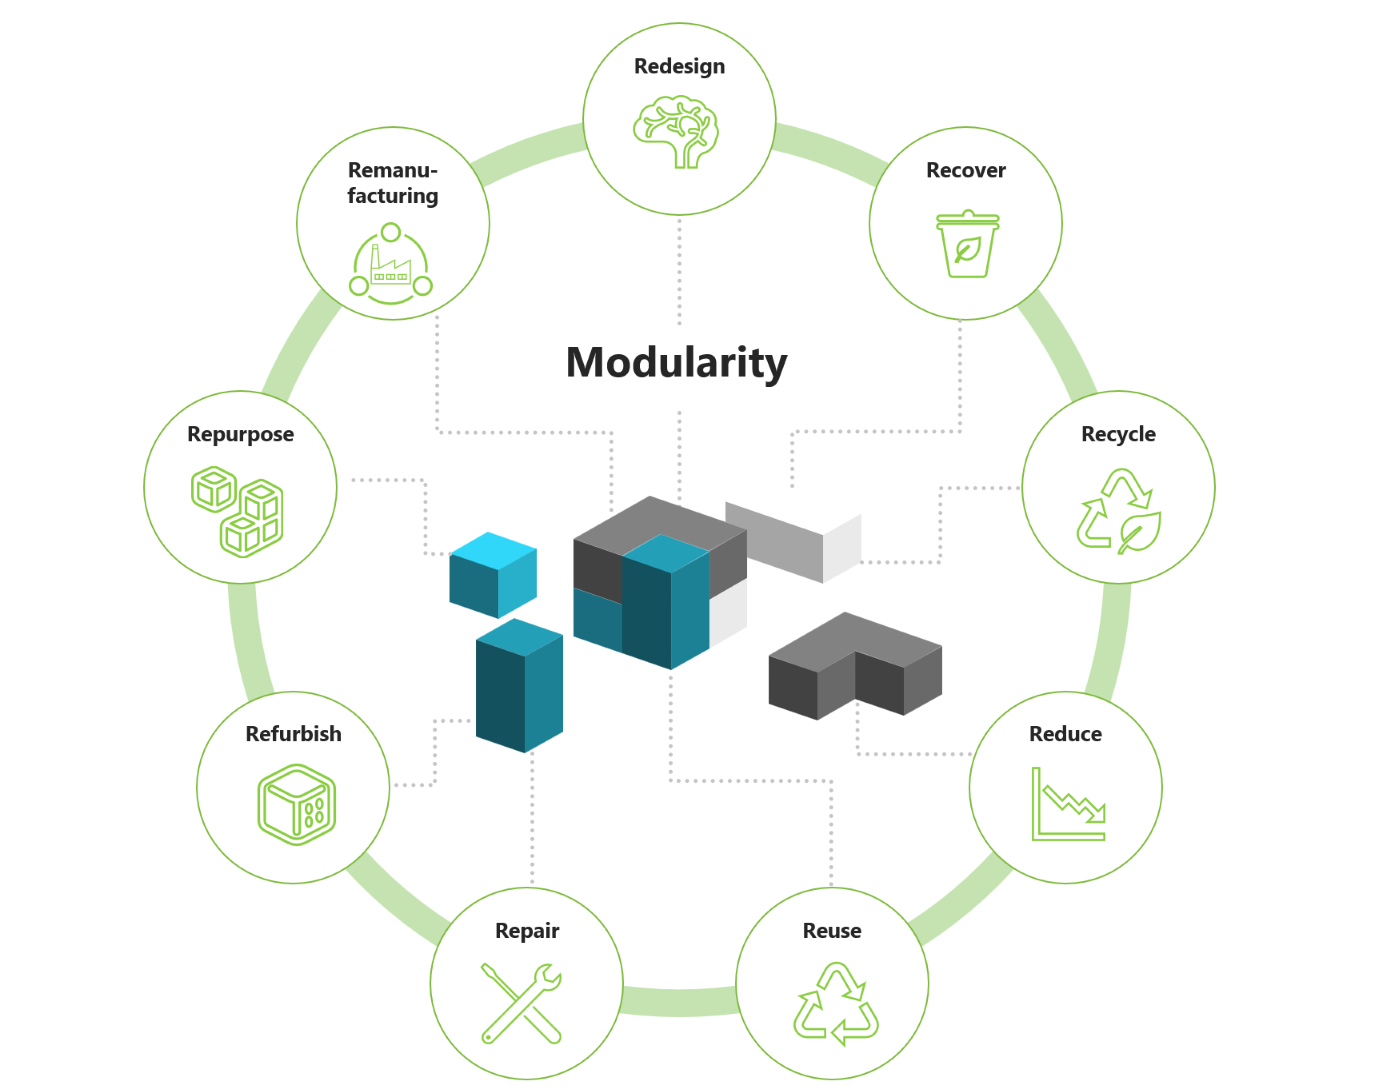 Redesign
Remanu-
facturing
Recover
Modularity
Repurpose
Recycle
Refurbish
Reduce
Repair
Reuse